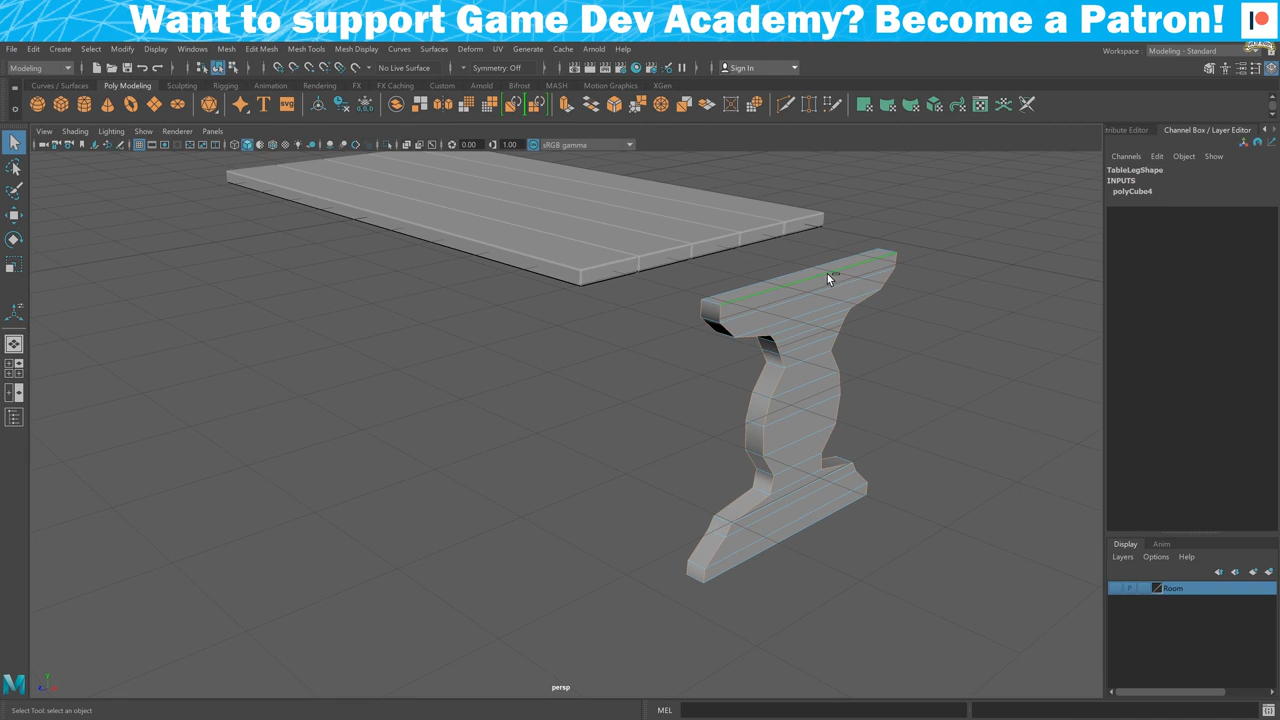 Want to support Game Dev Academy? Become a Patron!
File Edit Create Select Modify Display Windows Mesh Edit Mesh Mesh Tools Mesh Display Curves Surfaces Deform UV Generate Cache Arnold Help Workspace: Modeling - Standard
Modeling No Live Surface Symmetry: Off Sign In
Curves / Surfaces Poly Modeling Sculpting Rigging Animation Rendering FX FX Caching Custom Arnold Bifrost MASH Motion Graphics XGen
View Shading Lighting Show Renderer Panels
0.00 1.00 sRGB gamma
tribute Editor Channel Box / Layer Editor
Channels Edit Object Show
TableLegShape
INPUTS
polyCube4
Display Anim
Layers Options Help
P Room
persp
Select Tool: select an object
MEL